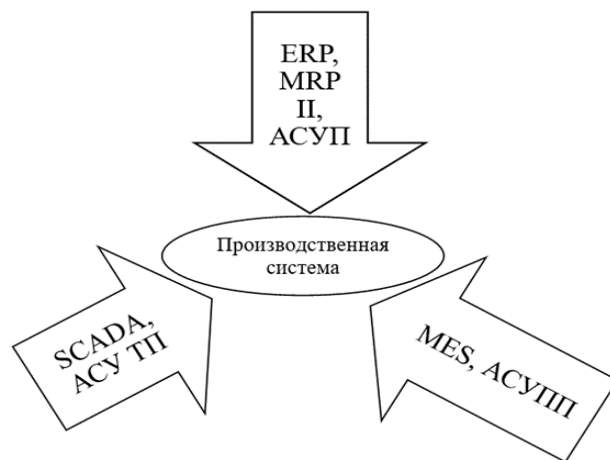 ERP,
MRP
II,
АСУП
Производственная
система
SCADA,
АСУ ТП
MES, АСУПП